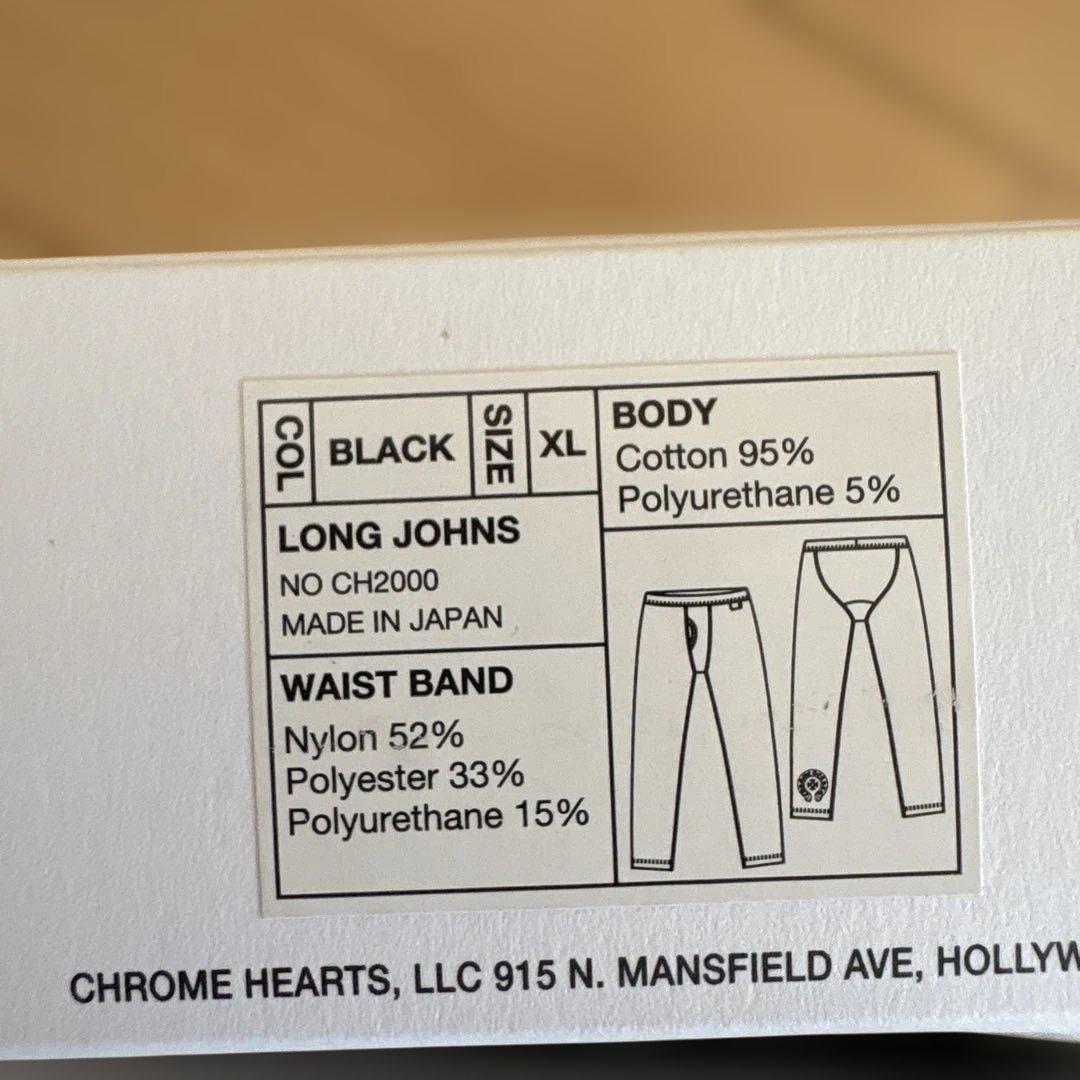 COL
BLACK
SIZE
XL
LONG JOHNS
NO CH2000
MADE IN JAPAN
WAIST BAND
Nylon 52%
Polyester 33%
Polyurethane 15%
BODY
Cotton 95%
Polyurethane 5%
CHROME HEARTS, LLC 915 N. MANSFIELD AVE, HOLLYW